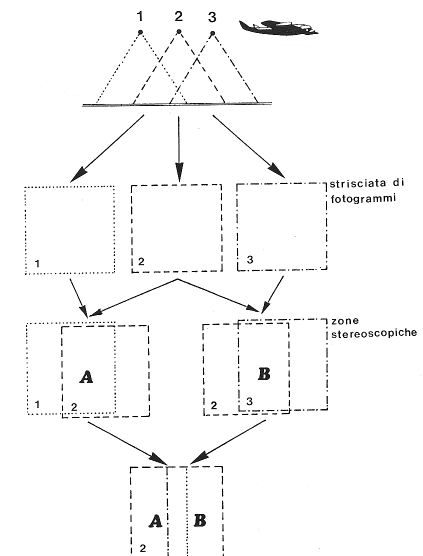 1 2 3
strisciata di
fotogrammi
1 2 3
zone
stereoscopiche
A B
1 2 2 3
A B
2